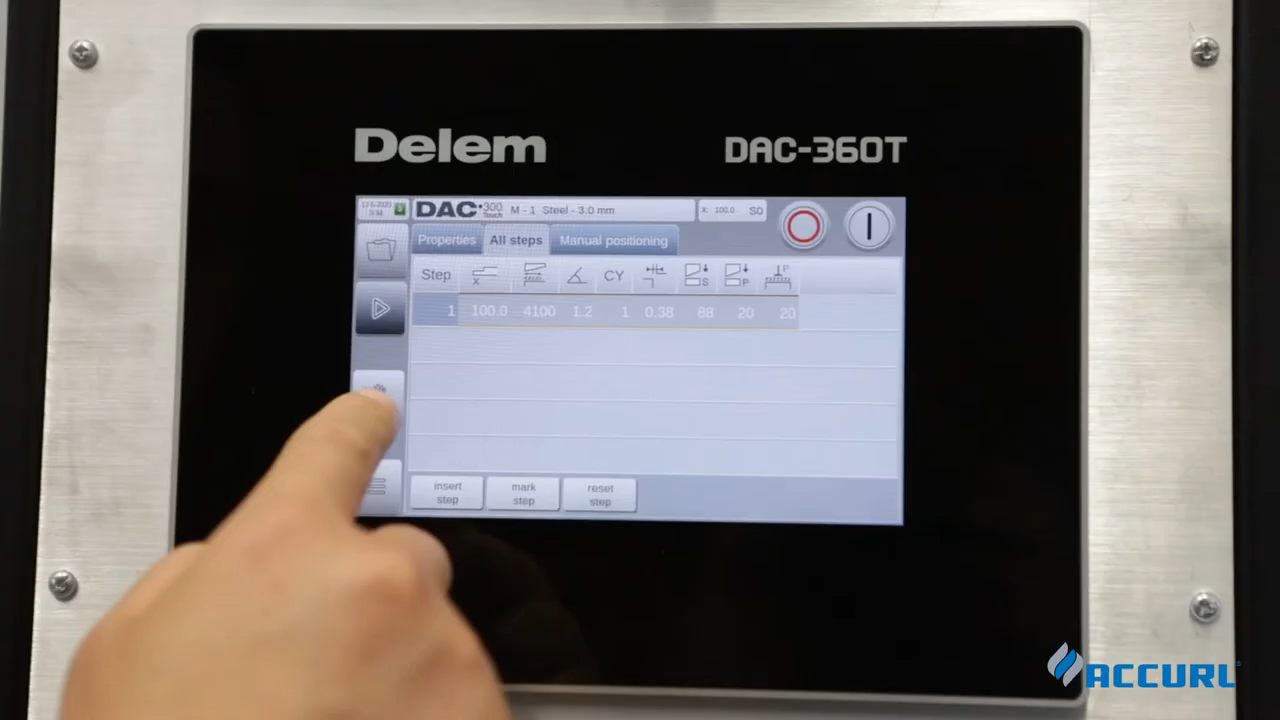 Delem
DAC-360T
DAC 300 Touch M - 1 Steel - 3.0 mm
X: 100.0 S0
Properties All steps Manual positioning
Step X CY S P P
1 100.0 4100 1.2 1 0.38 68 20 20
insert step
mark step
reset step
ACCURL